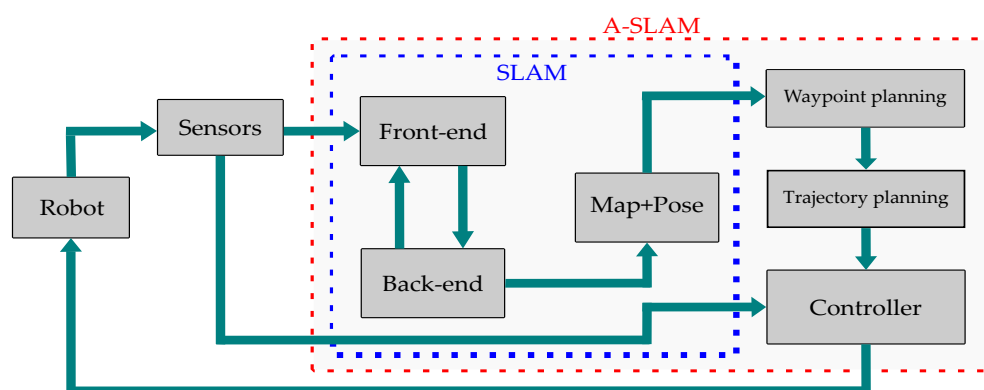 A-SLAM
SLAM
Waypoint planning
Sensors
Front-end
Robot
Map+Pose
Trajectory planning
Back-end
Controller